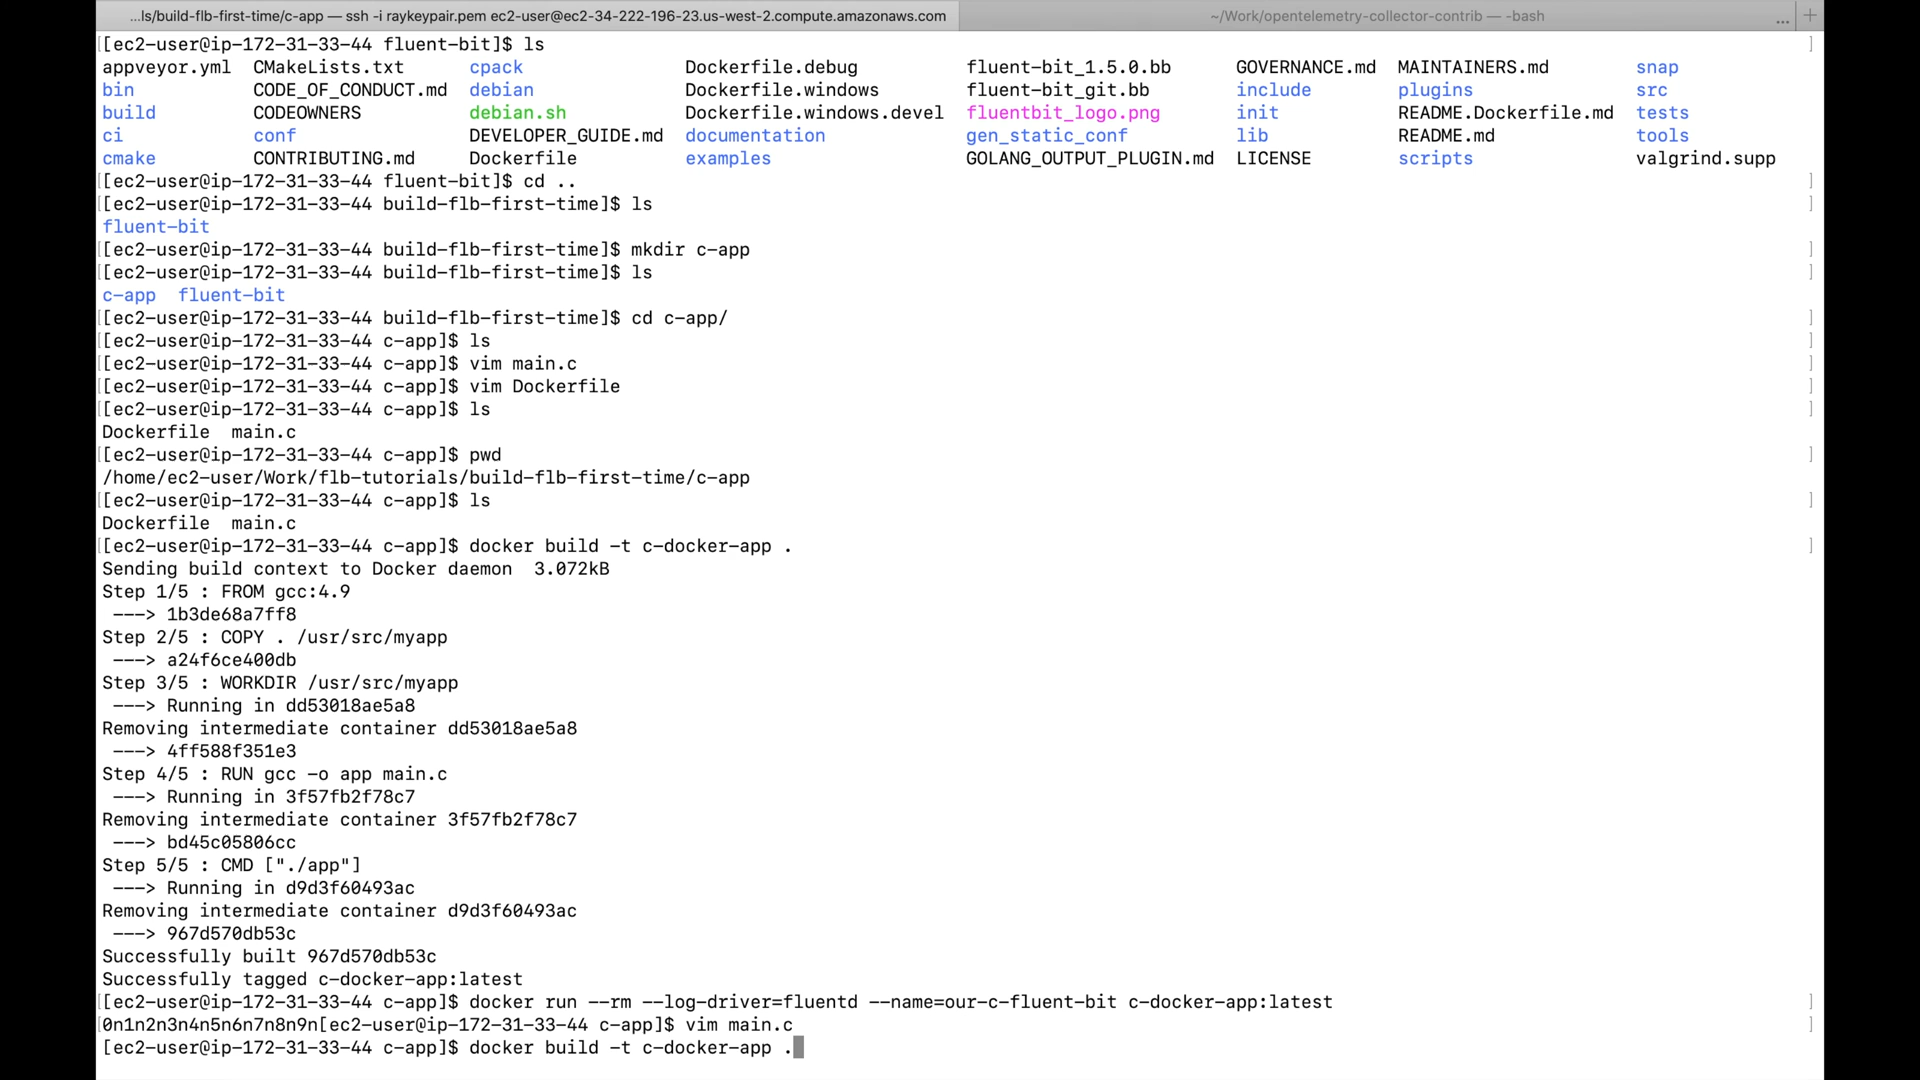 ...ls/build-flb-first-time/c-app — ssh -i raykeypair.pem ec2-user@ec2-34-222-196-23.us-west-2.compute.amazonaws.com ~/Work/opentelemetry-collector-contrib — -bash ... +
[[ec2-user@ip-172-31-33-44 fluent-bit]$ ls ]
appveyor.yml CMakeLists.txt cpack Dockerfile.debug fluent-bit_1.5.0.bb GOVERNANCE.md MAINTAINERS.md snap
bin CODE_OF_CONDUCT.md debian Dockerfile.windows fluent-bit_git.bb include plugins src
build CODEOWNERS debian.sh Dockerfile.windows.devel fluentbit_logo.png init README.Dockerfile.md tests
ci conf DEVELOPER_GUIDE.md documentation gen_static_conf lib README.md tools
cmake CONTRIBUTING.md Dockerfile examples GOLANG_OUTPUT_PLUGIN.md LICENSE scripts valgrind.supp
[[ec2-user@ip-172-31-33-44 fluent-bit]$ cd .. ]
[[ec2-user@ip-172-31-33-44 build-flb-first-time]$ ls ]
fluent-bit
[[ec2-user@ip-172-31-33-44 build-flb-first-time]$ mkdir c-app ]
[[ec2-user@ip-172-31-33-44 build-flb-first-time]$ ls ]
c-app fluent-bit
[[ec2-user@ip-172-31-33-44 build-flb-first-time]$ cd c-app/ ]
[[ec2-user@ip-172-31-33-44 c-app]$ ls ]
[[ec2-user@ip-172-31-33-44 c-app]$ vim main.c ]
[[ec2-user@ip-172-31-33-44 c-app]$ vim Dockerfile ]
[[ec2-user@ip-172-31-33-44 c-app]$ ls ]
Dockerfile main.c
[[ec2-user@ip-172-31-33-44 c-app]$ pwd ]
/home/ec2-user/Work/flb-tutorials/build-flb-first-time/c-app
[[ec2-user@ip-172-31-33-44 c-app]$ ls ]
Dockerfile main.c
[[ec2-user@ip-172-31-33-44 c-app]$ docker build -t c-docker-app . ]
Sending build context to Docker daemon 3.072kB
Step 1/5 : FROM gcc:4.9
---> 1b3de68a7ff8
Step 2/5 : COPY . /usr/src/myapp
---> a24f6ce400db
Step 3/5 : WORKDIR /usr/src/myapp
---> Running in dd53018ae5a8
Removing intermediate container dd53018ae5a8
---> 4ff588f351e3
Step 4/5 : RUN gcc -o app main.c
---> Running in 3f57fb2f78c7
Removing intermediate container 3f57fb2f78c7
---> bd45c05806cc
Step 5/5 : CMD ["./app"]
---> Running in d9d3f60493ac
Removing intermediate container d9d3f60493ac
---> 967d570db53c
Successfully built 967d570db53c
Successfully tagged c-docker-app:latest
[[ec2-user@ip-172-31-33-44 c-app]$ docker run --rm --log-driver=fluentd --name=our-c-fluent-bit c-docker-app:latest ]
[0n1n2n3n4n5n6n7n8n9n[ec2-user@ip-172-31-33-44 c-app]$ vim main.c ]
[ec2-user@ip-172-31-33-44 c-app]$ docker build -t c-docker-app .